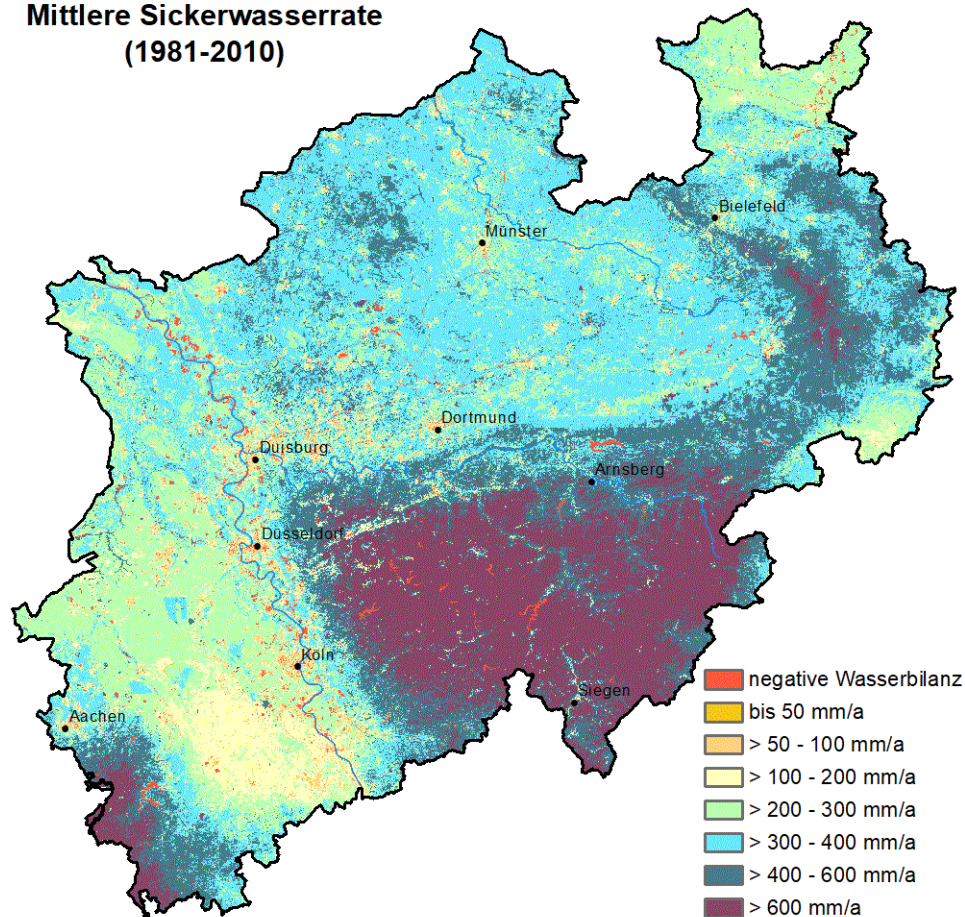 Mittlere Sickerwasserrate
(1981-2010)
Bielefeld
Münster
Dortmund
Duisburg
Arnsberg
Düsseldorf
Köln
Siegen
Aachen
negative Wasserbilanz
bis 50 mm/a
> 50 - 100 mm/a
> 100 - 200 mm/a
> 200 - 300 mm/a
> 300 - 400 mm/a
> 400 - 600 mm/a
> 600 mm/a